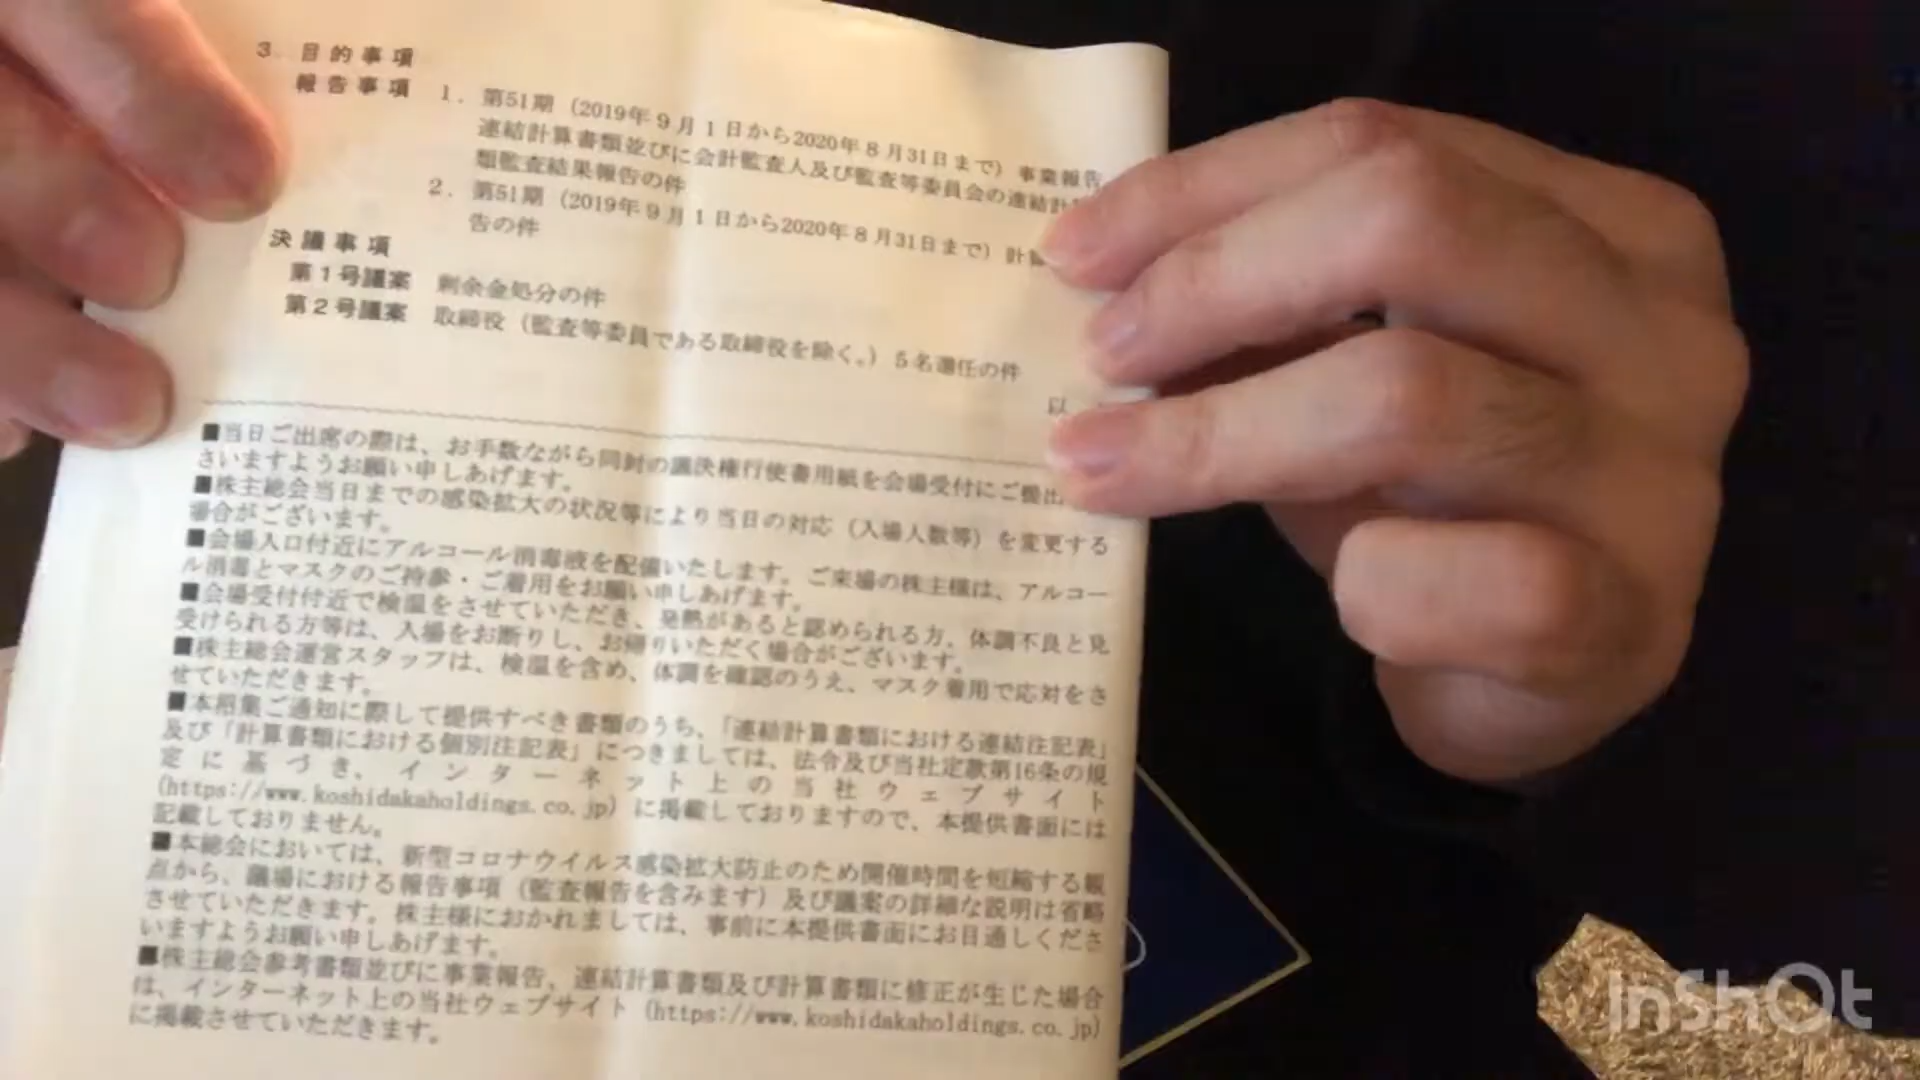 3. 目的事項
報告事項 1. 第51期（2019年9月1日から2020年8月31日まで）事業報告
連結計算書類並びに会計監査人及び監査等委員会の連結計
類監査結果報告の件
2. 第51期（2019年9月1日から2020年8月31日まで）計算
告の件
決議事項
第1号議案 剰余金処分の件
第2号議案 取締役（監査等委員である取締役を除く。）5名選任の件
以
■当日ご出席の際は、お手数ながら同封の議決権行使書用紙を会場受付にご提出
さいますようお願い申しあげます。
■株主総会当日までの感染拡大の状況等により当日の対応（入場人数等）を変更する
場合がございます。
■会場入口付近にアルコール消毒液を配備いたします。ご来場の株主様は、アルコー
ル消毒とマスクのご持参・ご着用をお願い申しあげます。
■会場受付付近で検温をさせていただき、発熱があると認められる方、体調不良と見
受けられる方等は、入場をお断りし、お帰りいただく場合がございます。
■株主総会運営スタッフは、検温を含め、体調を確認のうえ、マスク着用で応対をさ
せていただきます。
■本招集ご通知に際して提供すべき書類のうち、「連結計算書類における連結注記表」
及び「計算書類における個別注記表」につきましては、法令及び当社定款第16条の規
定に基づき、インターネット上の当社ウェブサイト
(https://www.koshidakaholdings.co.jp) に掲載しておりますので、本提供書面には
記載しておりません。
■本総会においては、新型コロナウイルス感染拡大防止のため開催時間を短縮する観
点から、議場における報告事項（監査報告を含みます）及び議案の詳細な説明は省略
させていただきます。株主様におかれましては、事前に本提供書面にお目通しくださ
いますようお願い申しあげます。
■株主総会参考書類並びに事業報告、連結計算書類及び計算書類に修正が生じた場合
は、インターネット上の当社ウェブサイト (https://www.koshidakaholdings.co.jp)
に掲載させていただきます。
InShOt